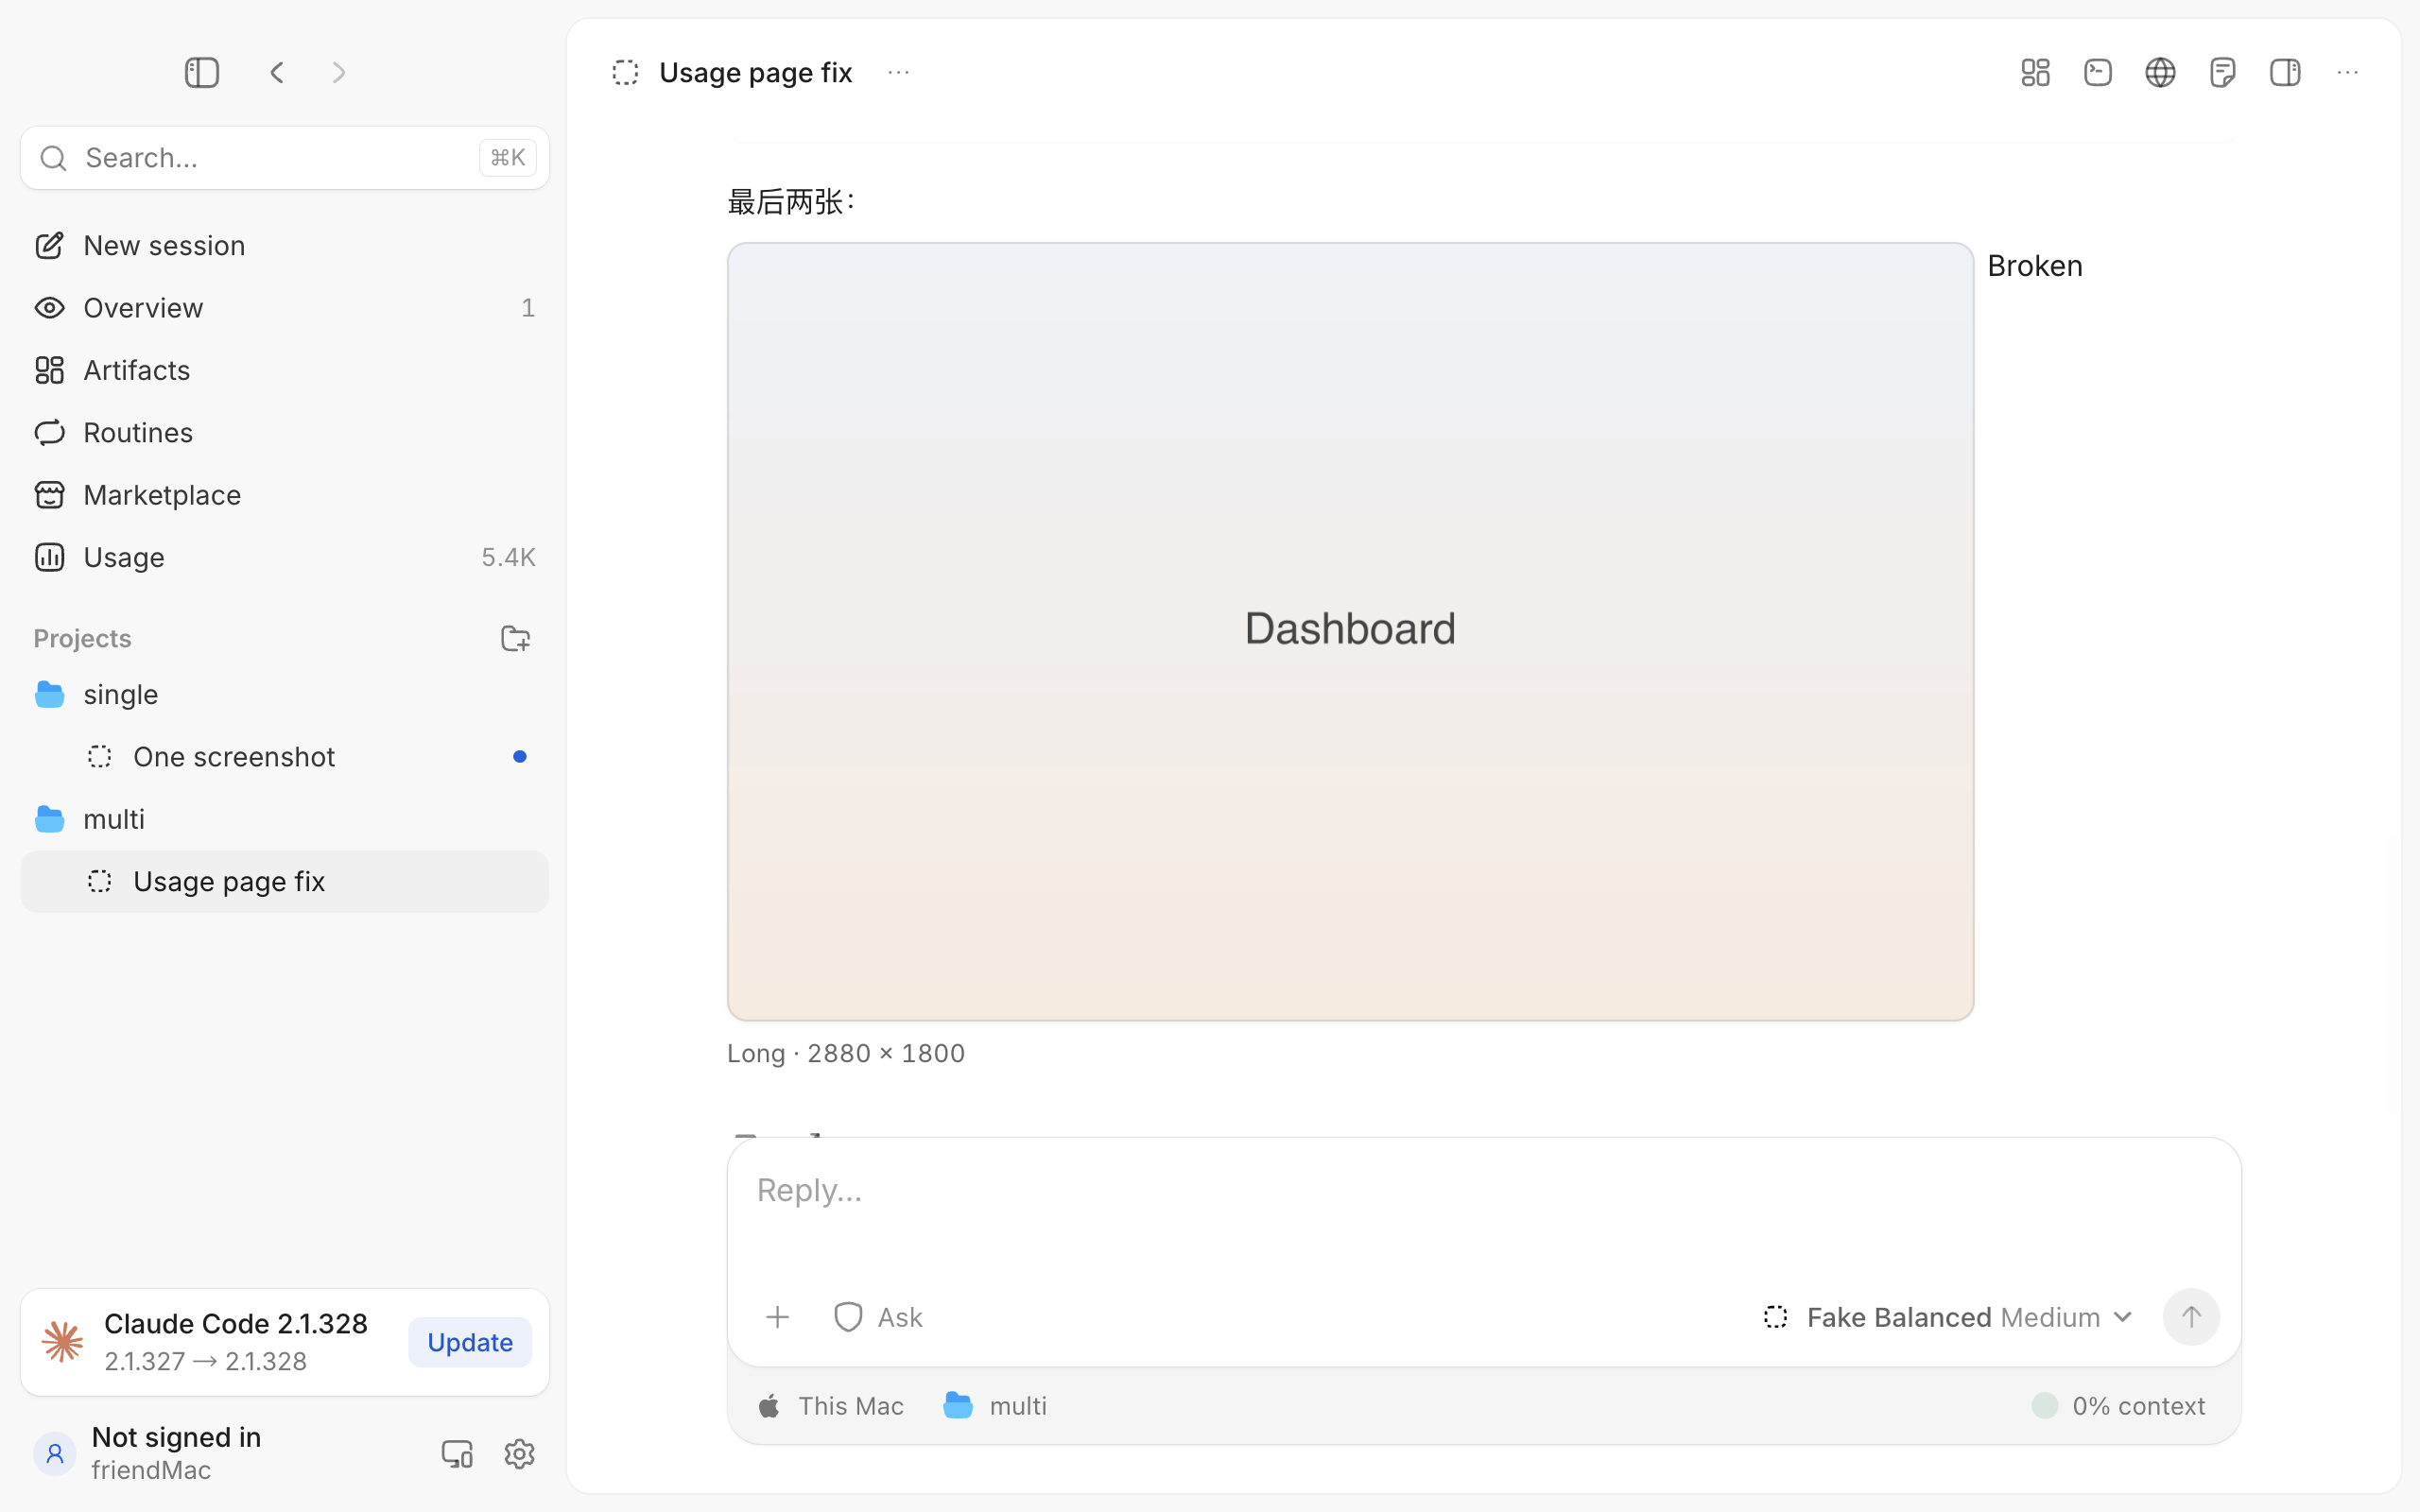 Usage page fix
Search...
⌘K
New session
Overview
1
Artifacts
Routines
Marketplace
Usage
5.4K
Projects
single
One screenshot
multi
Usage page fix
Claude Code 2.1.328
2.1.327 → 2.1.328
Update
Not signed in
friendMac
最后两张：
Broken
Dashboard
Long · 2880 × 1800
Reply...
Ask
Fake Balanced Medium
This Mac
multi
0% context